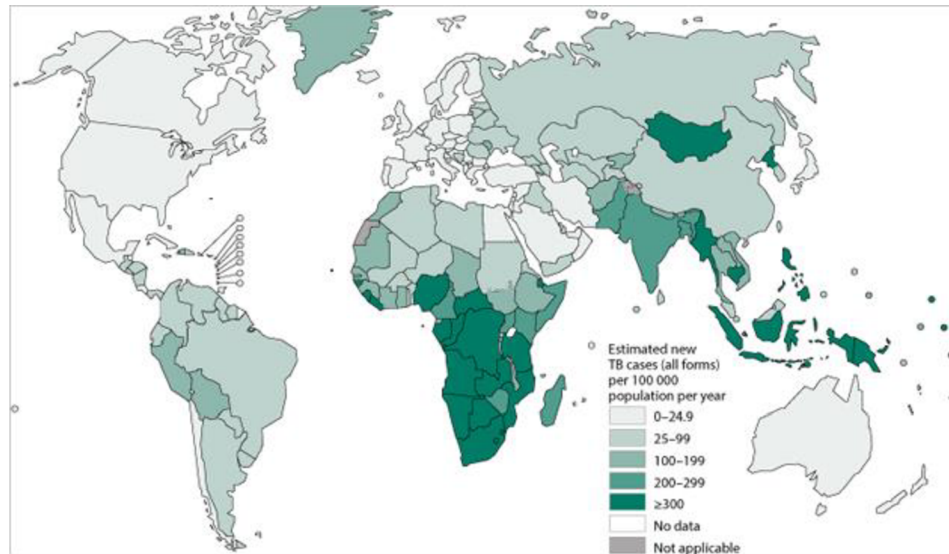 Estimated new
TB cases (all forms)
per 100 000
population per year
0–24.9
25–99
100–199
200–299
≥300
No data
Not applicable